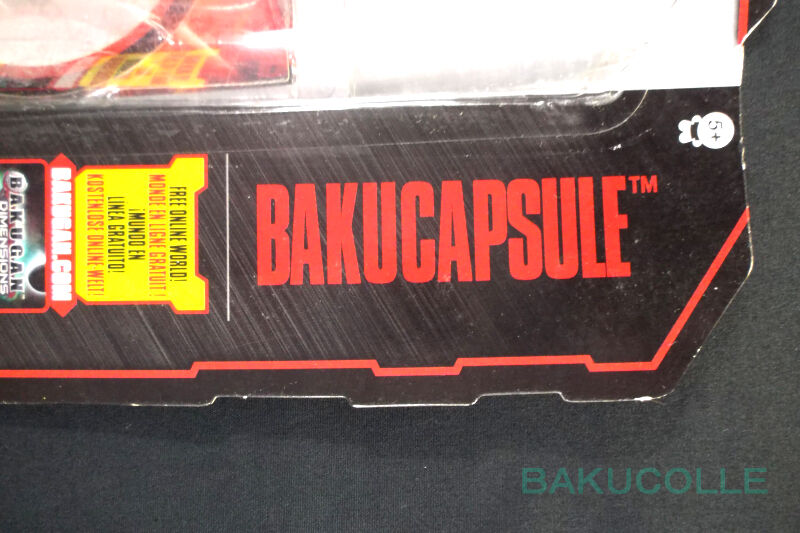 BAKUCAPSULE™
5+
FREE ONLINE WORLD!
MONDE EN LIGNE GRATUIT!
¡MUNDO EN
LINEA GRATUITO!
KOSTENLOSE ONLINE WELT!
BAKUGAN.COM
BAKUGAN
DIMENSIONS
BAKUCOLLE